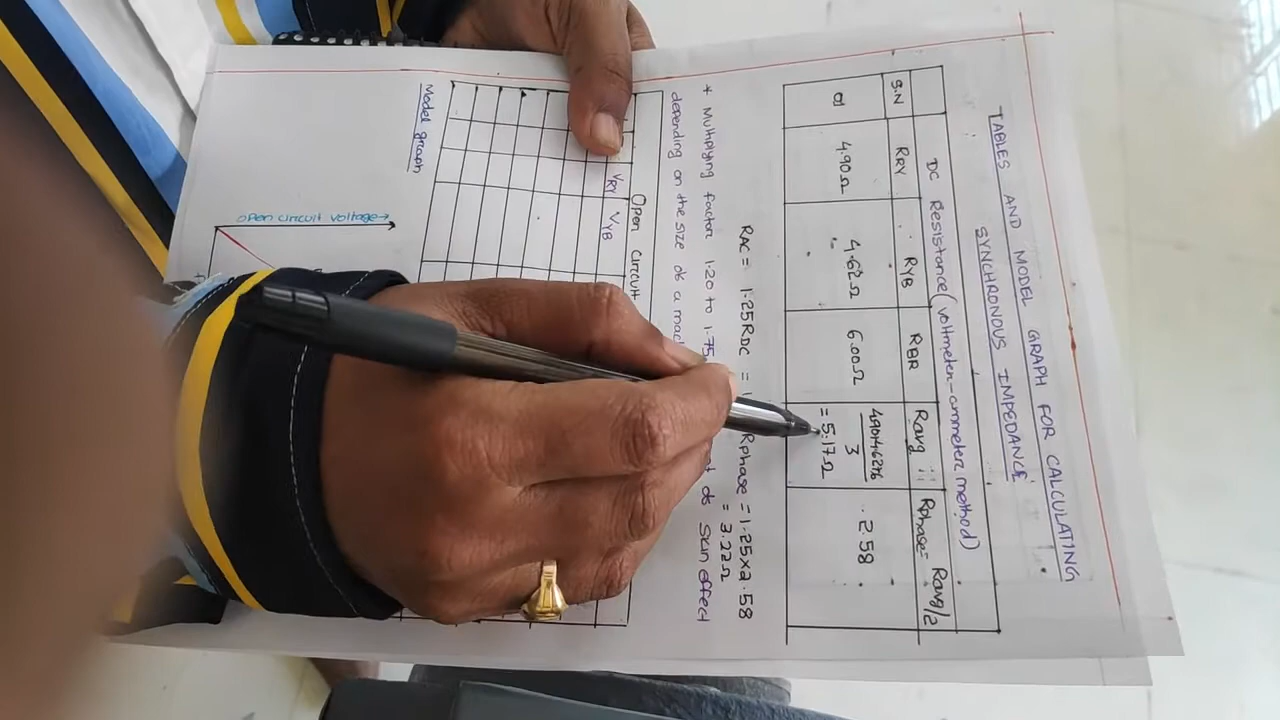 TABLES AND MODEL GRAPH FOR CALCULATING
SYNCHRONOUS IMPEDANCE
DC Resistance (voltmeter-ammeter method)
S.N RRY RYB RBR Ravg Rphase = Ravg/2
01 4.90Ω 4.63Ω 6.00Ω 4.90+4.62+6 / 3 = 5.17Ω 2.58
RAC = 1.25RDC = Rphase = 1.25x2.58
= 3.22Ω
* Multiplying factor 1.20 to 1.75
depending on the size of a skin effect
Open circuit
VRY VYB
Model graph
Open circuit voltage→